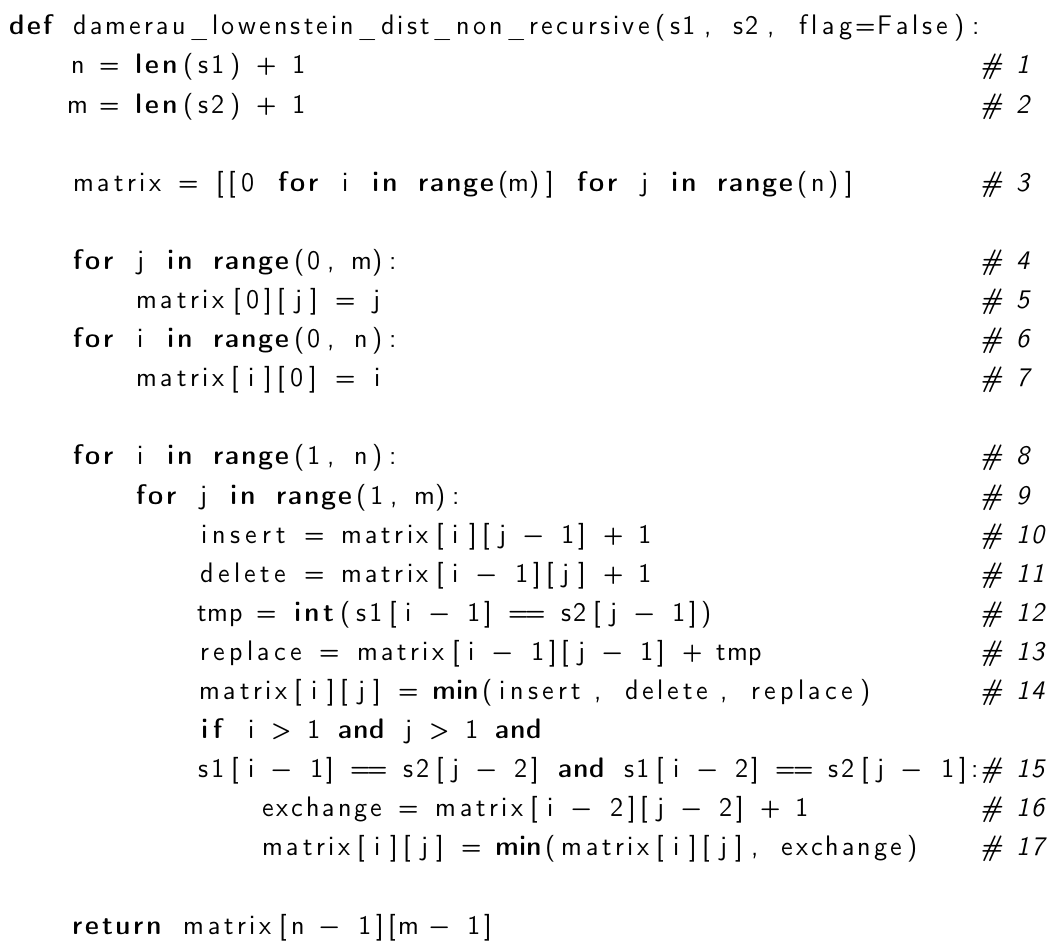 def damerau_lowenstein_dist_non_recursive(s1, s2, flag=False):
    n = len(s1) + 1 # 1
    m = len(s2) + 1 # 2
    matrix = [[0 for i in range(m)] for j in range(n)] # 3
    for j in range(0, m): # 4
        matrix[0][j] = j # 5
    for i in range(0, n): # 6
        matrix[i][0] = i # 7
    for i in range(1, n): # 8
        for j in range(1, m): # 9
            insert = matrix[i][j - 1] + 1 # 10
            delete = matrix[i - 1][j] + 1 # 11
            tmp = int(s1[i - 1] == s2[j - 1]) # 12
            replace = matrix[i - 1][j - 1] + tmp # 13
            matrix[i][j] = min(insert, delete, replace) # 14
            if i > 1 and j > 1 and
            s1[i - 1] == s2[j - 2] and s1[i - 2] == s2[j - 1]:# 15
                exchange = matrix[i - 2][j - 2] + 1 # 16
                matrix[i][j] = min(matrix[i][j], exchange) # 17
    return matrix[n - 1][m - 1]